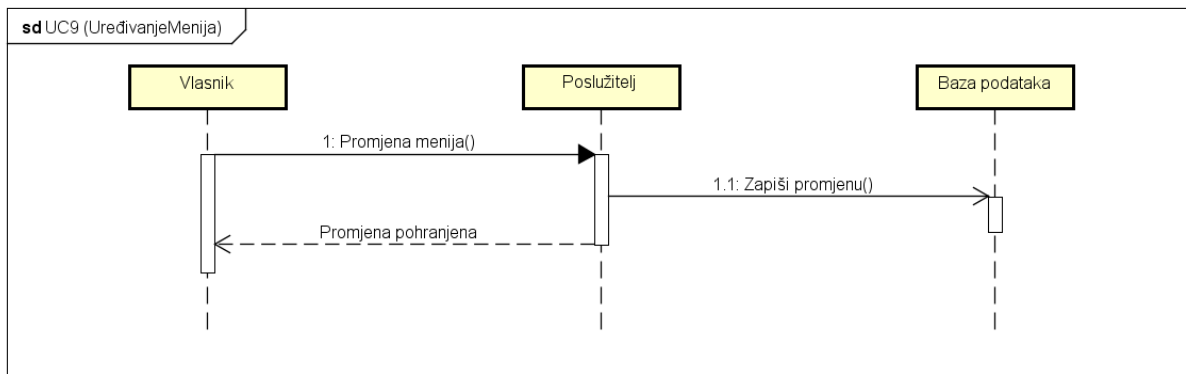 sd UC9 (UređivanjeMenija)
Vlasnik
Poslužitelj
Baza podataka
1: Promjena menija()
1.1: Zapiši promjenu()
Promjena pohranjena